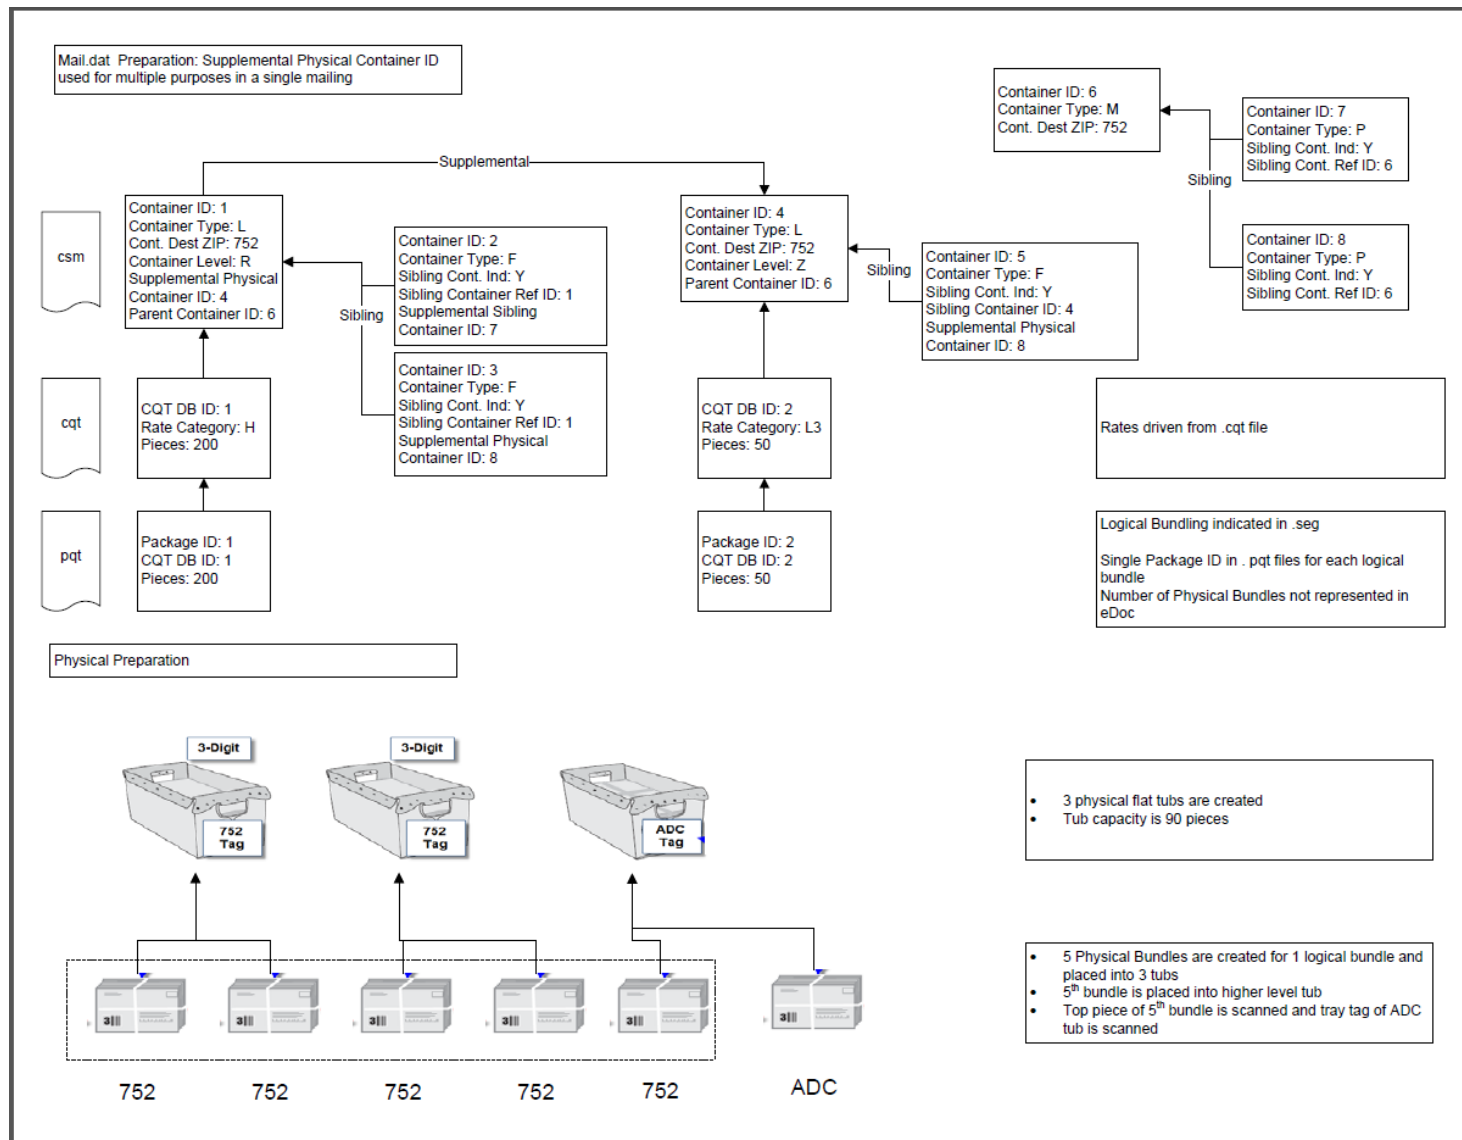 Mail.dat  Preparation: Supplemental Physical Container ID
used for multiple purposes in a single mailing
Container ID: 6
Container Type: M
Cont. Dest ZIP: 752
Container ID: 7
Container Type: P
Sibling Cont. Ind: Y
Sibling Cont. Ref ID: 6
Sibling
Container ID: 8
Container Type: P
Sibling Cont. Ind: Y
Sibling Cont. Ref ID: 6
Supplemental
csm
Container ID: 1
Container Type: L
Cont. Dest ZIP: 752
Container Level: R
Supplemental Physical
Container ID: 4
Parent Container ID: 6
Sibling
Container ID: 2
Container Type: F
Sibling Cont. Ind: Y
Sibling Container Ref ID: 1
Supplemental Sibling
Container ID: 7
Container ID: 3
Container Type: F
Sibling Cont. Ind: Y
Sibling Container Ref ID: 1
Supplemental Physical
Container ID: 8
Container ID: 4
Container Type: L
Cont. Dest ZIP: 752
Container Level: Z
Parent Container ID: 6
Sibling
Container ID: 5
Container Type: F
Sibling Cont. Ind: Y
Sibling Container ID: 4
Supplemental Physical
Container ID: 8
cqt
CQT DB ID: 1
Rate Category: H
Pieces: 200
CQT DB ID: 2
Rate Category: L3
Pieces: 50
Rates driven from .cqt file
pqt
Package ID: 1
CQT DB ID: 1
Pieces: 200
Package ID: 2
CQT DB ID: 2
Pieces: 50
Logical Bundling indicated in .seg
Single Package ID in . pqt files for each logical
bundle
Number of Physical Bundles not represented in
eDoc
Physical Preparation
3-Digit
752
Tag
3-Digit
752
Tag
ADC
Tag
• 3 physical flat tubs are created
• Tub capacity is 90 pieces
3
3
3
3
3
3
• 5 Physical Bundles are created for 1 logical bundle and
placed into 3 tubs
• 5th bundle is placed into higher level tub
• Top piece of 5th bundle is scanned and tray tag of ADC
tub is scanned
752
752
752
752
752
ADC